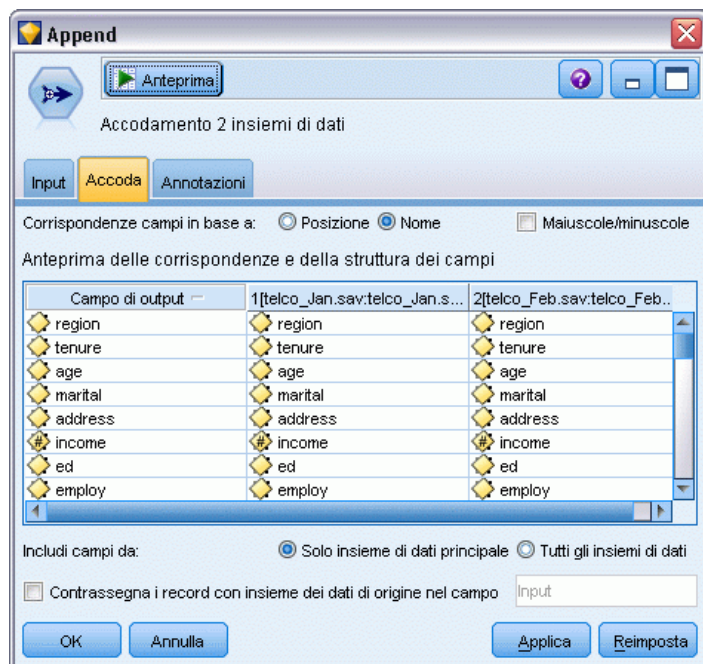 Append
Anteprima
Accodamento 2 insiemi di dati
Input Accoda Annotazioni
Corrispondenze campi in base a: Posizione Nome Maiuscole/minuscole
Anteprima delle corrispondenze e della struttura dei campi
Campo di output 1[telco_Jan.sav:telco_Jan.s... 2[telco_Feb.sav:telco_Feb..
region region region
tenure tenure tenure
age age age
marital marital marital
address address address
income income income
ed ed ed
employ employ employ
Includi campi da: Solo insieme di dati principale Tutti gli insiemi di dati
Contrassegna i record con insieme dei dati di origine nel campo Input
OK Annulla Applica Reimposta